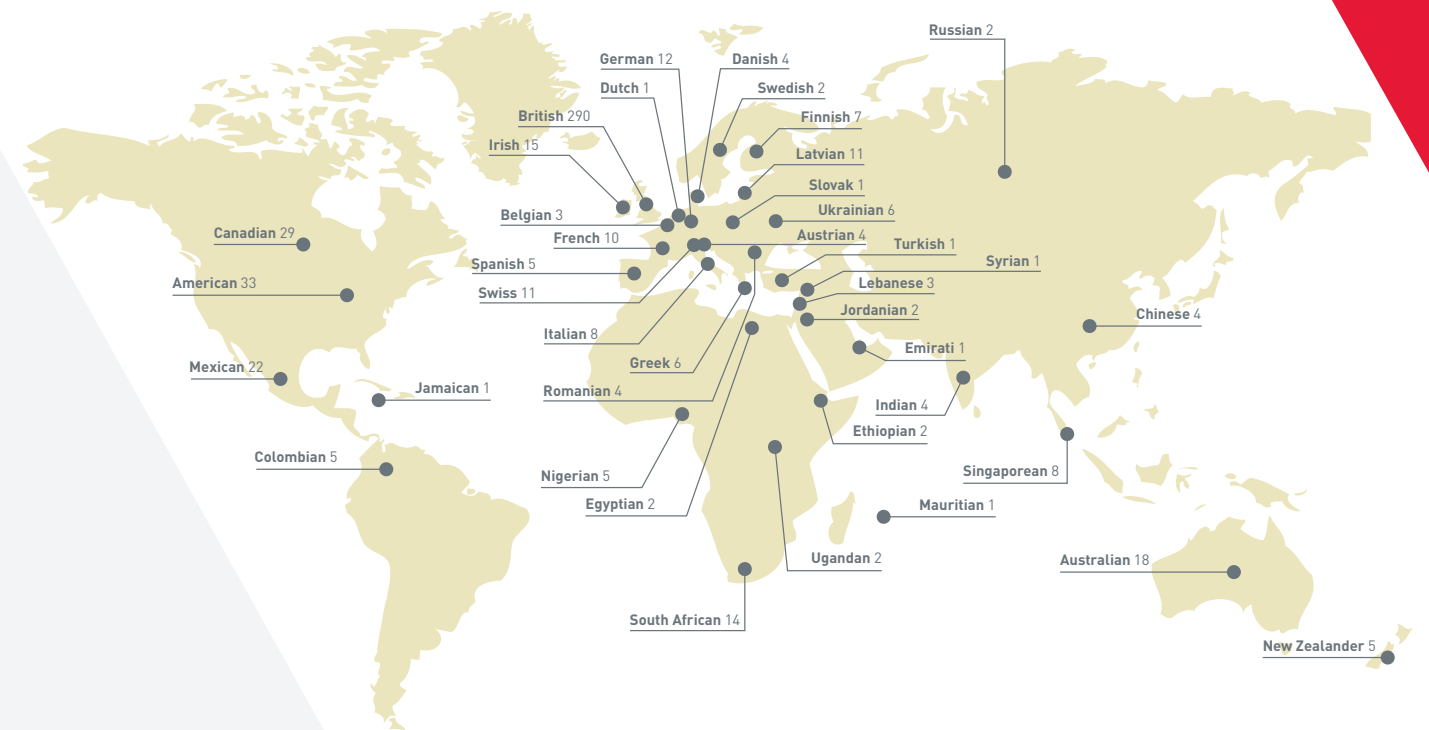 Russian 2
German 12
Danish 4
Dutch 1
Swedish 2
British 290
Finnish 7
Irish 15
Latvian 11
Slovak 1
Belgian 3
Ukrainian 6
Canadian 29
French 10
Austrian 4
Turkish 1
Spanish 5
Syrian 1
American 33
Swiss 11
Lebanese 3
Jordanian 2
Chinese 4
Italian 8
Emirati 1
Mexican 22
Greek 6
Jamaican 1
Romanian 4
Indian 4
Ethiopian 2
Colombian 5
Nigerian 5
Singaporean 8
Egyptian 2
Mauritian 1
Ugandan 2
Australian 18
South African 14
New Zealander 5